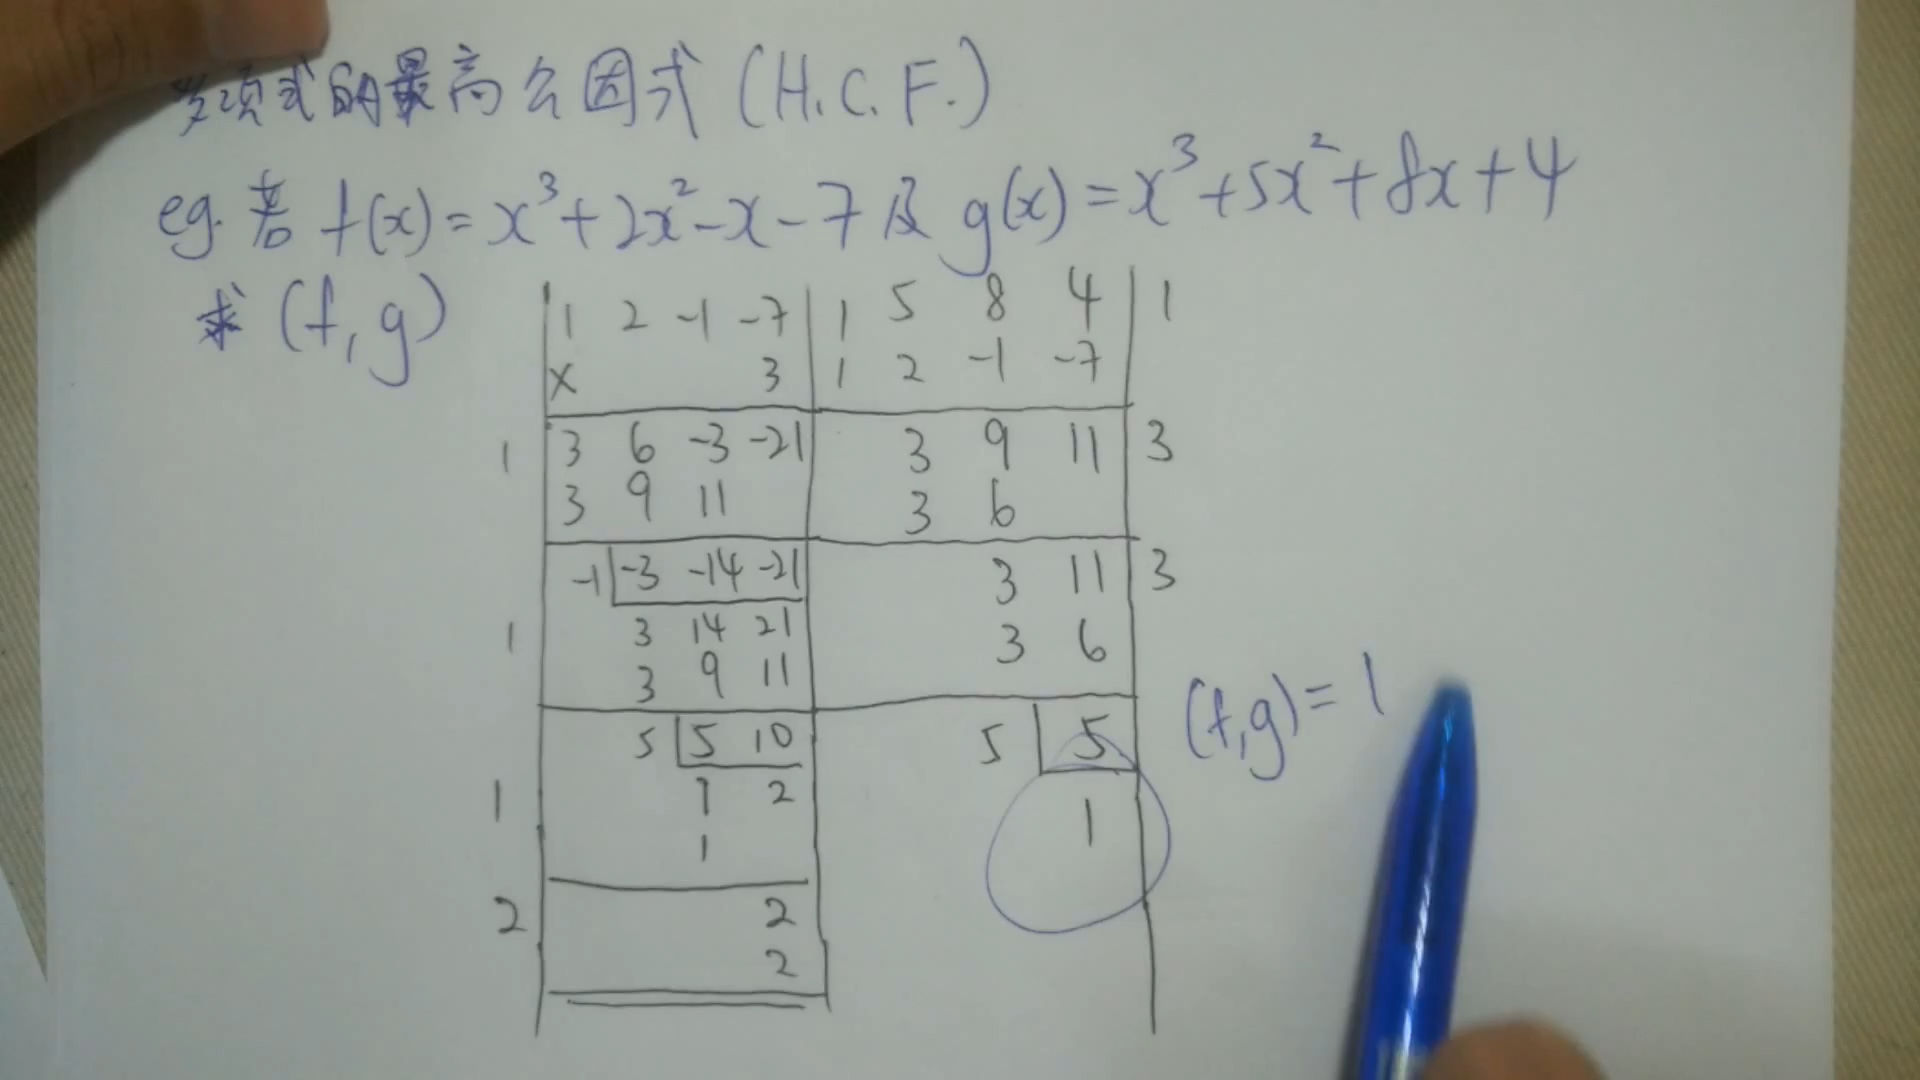 多项式的最高公因式 (H.C.F.)
eg. 若 f(x) = x³+2x²-x-7 及 g(x) = x³+5x²+8x+4
求 (f,g)
1 2 -1 -7 | 1 5 8 4 | 1
x 3 | 1 2 -1 -7
1 | 3 6 -3 -21 | 3 9 11 | 3
3 9 11 | 3 6
-1 | -3 -14 -21 | 3 11 | 3
1 | 3 14 21 | 3 6
3 9 11
5 | 5 10 | 5 | 5
(f,g) = 1
1 | 1 2 | 1
1
2 | 2
2